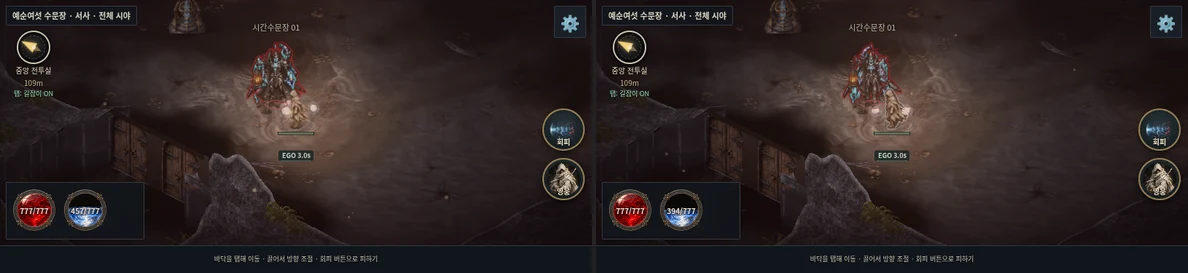 예순여섯 수문장 · 서사 · 전체 시야
시간수문장 01
중앙 전투실
109m
탭: 길잡이 ON
EGO 3.0s
회피
영웅
777/777
457/777
바닥을 탭해 이동 · 끌어서 방향 조절 · 회피 버튼으로 피하기
예순여섯 수문장 · 서사 · 전체 시야
시간수문장 01
중앙 전투실
109m
탭: 길잡이 ON
EGO 3.0s
회피
영웅
777/777
394/777
바닥을 탭해 이동 · 끌어서 방향 조절 · 회피 버튼으로 피하기